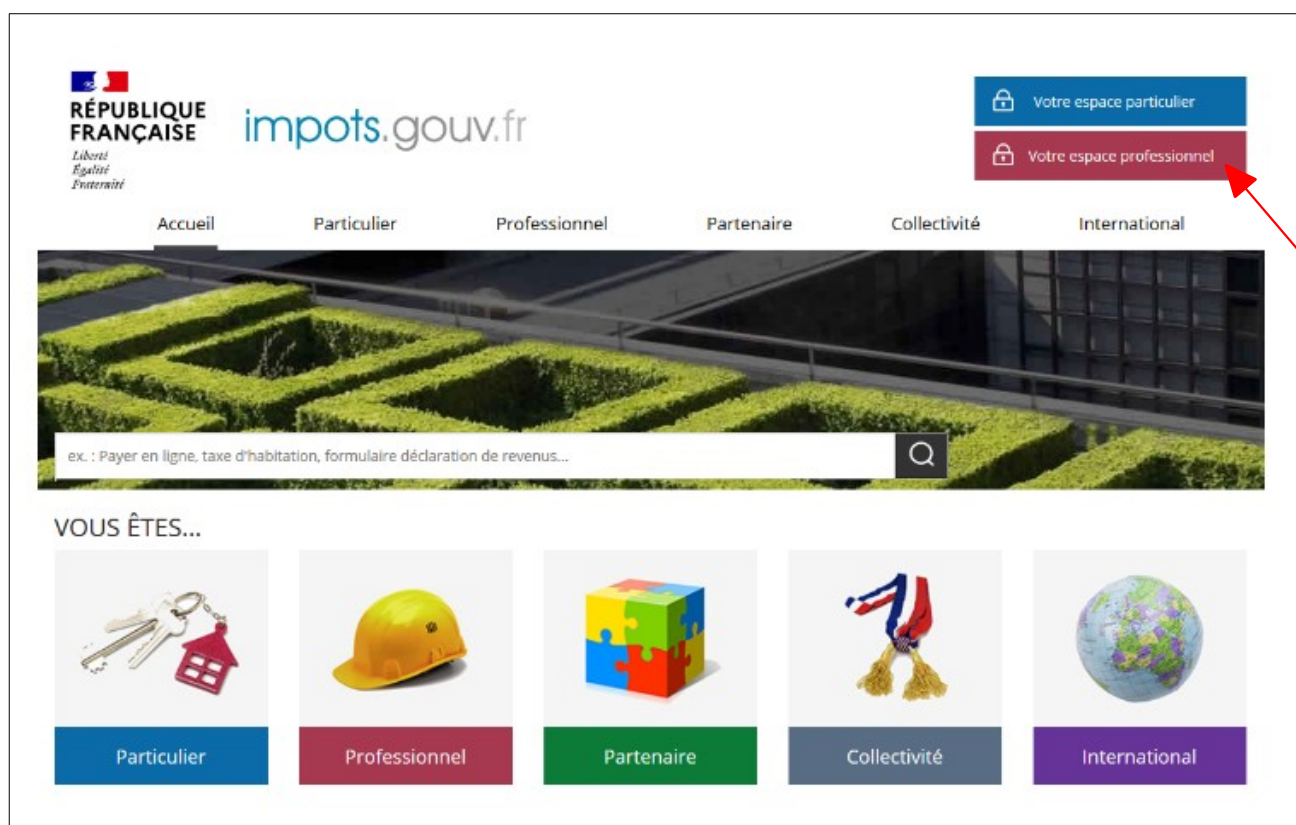 RÉPUBLIQUE
FRANÇAISE
Liberté
Égalité
Fraternité
impots.gouv.fr
Votre espace particulier
Votre espace professionnel
Accueil Particulier Professionnel Partenaire Collectivité International
ex. : Payer en ligne, taxe d'habitation, formulaire déclaration de revenus...
VOUS ÊTES...
Particulier Professionnel Partenaire Collectivité International